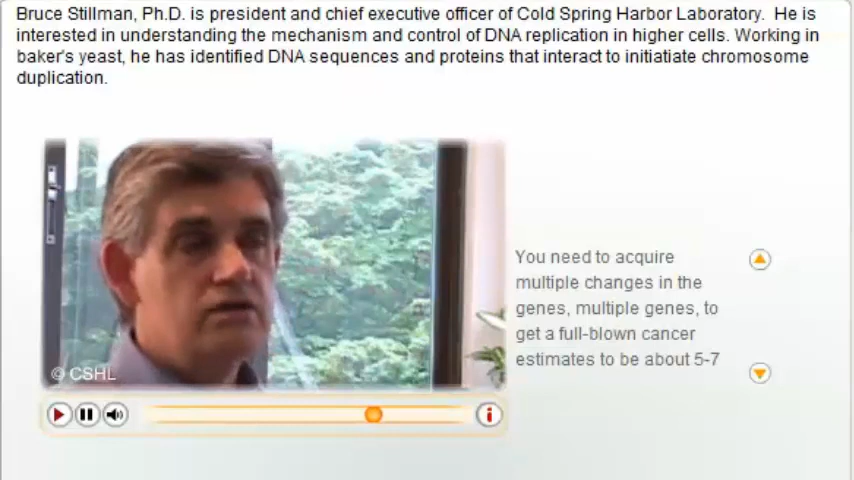 Bruce Stillman, Ph.D. is president and chief executive officer of Cold Spring Harbor Laboratory.  He is
interested in understanding the mechanism and control of DNA replication in higher cells. Working in
baker's yeast, he has identified DNA sequences and proteins that interact to initiatiate chromosome
duplication.
You need to acquire
multiple changes in the
genes, multiple genes, to
get a full-blown cancer
estimates to be about 5-7
© CSHL
i